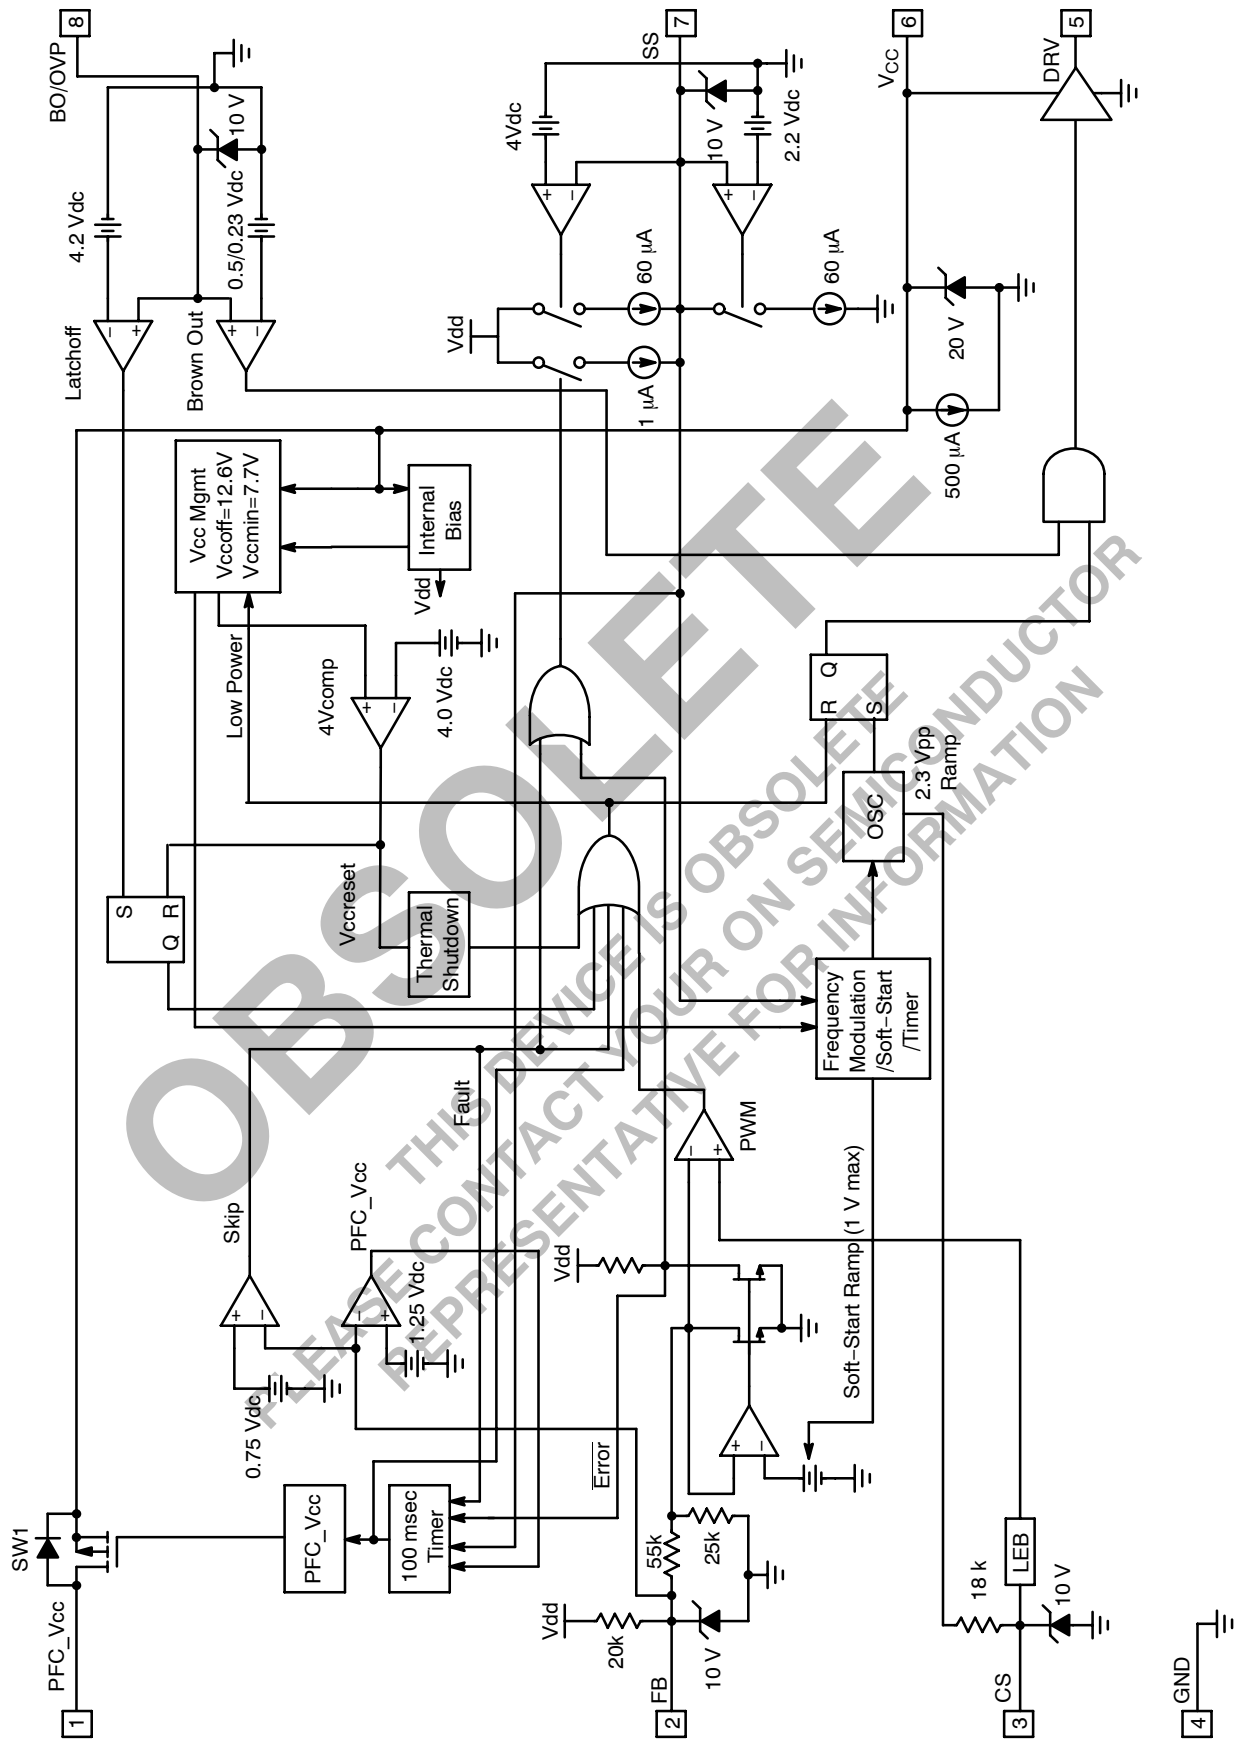 8
BO/OVP
4.2 Vdc
10 V
0.5/0.23 Vdc
Latchoff
Brown Out
7
SS
4Vdc
10 V
2.2 Vdc
Vdd
60 µA
1 µA
60 µA
6
VCC
20 V
500 µA
5
DRV
Vcc Mgmt
Vccoff=12.6V
Vccmin=7.7V
Internal
Bias
Vdd
Low Power
4Vcomp
4.0 Vdc
S
Q R
Vccreset
Thermal
Shutdown
R Q
S
OSC
2.3 Vpp
Ramp
Frequency
Modulation
/Soft−Start
/Timer
Fault
Skip
PFC_Vcc
0.75 Vdc
1.25 Vdc
PWM
Vdd
Soft−Start Ramp (1 V max)
SW1
PFC_Vcc
1
PFC_Vcc
100 msec
Timer
Error
Vdd
20k
55k
25k
10 V
FB
2
18 k
LEB
10 V
CS
3
GND
4
OBSOLETE
THIS DEVICE IS OBSOLETE
PLEASE CONTACT YOUR ON SEMICONDUCTOR
REPRESENTATIVE FOR INFORMATION